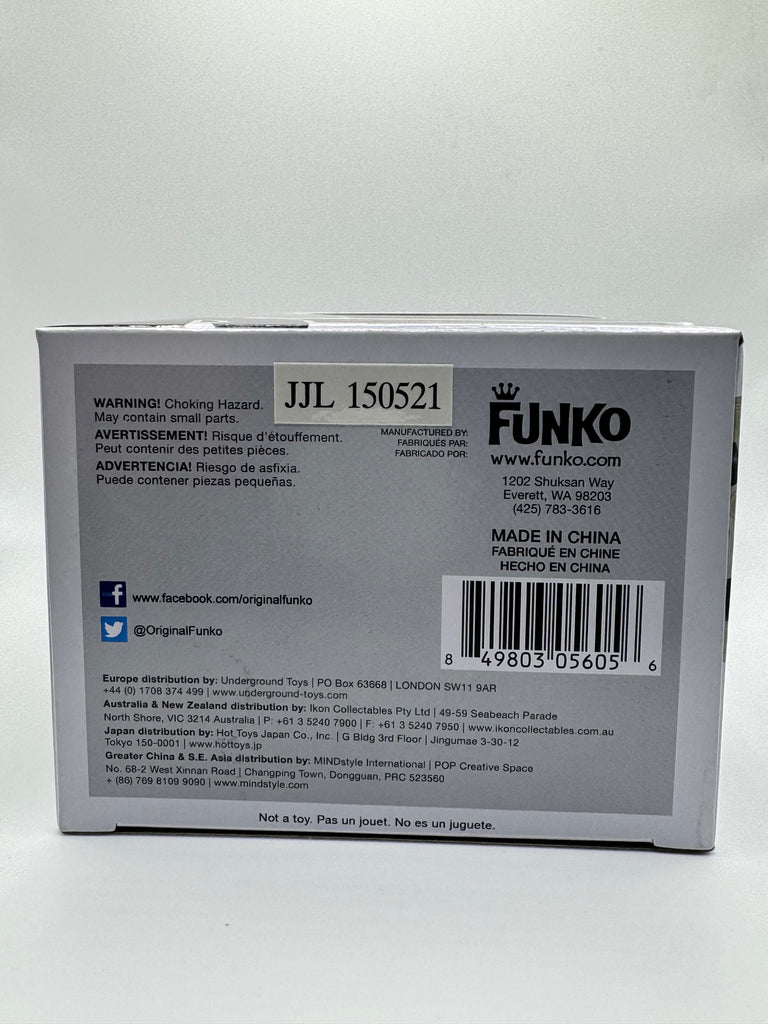 JJL 150521
WARNING! Choking Hazard.
May contain small parts.
AVERTISSEMENT! Risque d'étouffement.
Peut contenir des petites pièces.
ADVERTENCIA! Riesgo de asfixia.
Puede contener piezas pequeñas.
MANUFACTURED BY:
FABRIQUÉS PAR:
FABRICADO POR:
FUNKO
www.funko.com
1202 Shuksan Way
Everett, WA 98203
(425) 783-3616
MADE IN CHINA
FABRIQUÉ EN CHINE
HECHO EN CHINA
f www.facebook.com/originalfunko
@OriginalFunko
8 49803 05605 6
Europe distribution by: Underground Toys | PO Box 63668 | LONDON SW11 9AR
+44 (0) 1708 374 499 | www.underground-toys.com
Australia & New Zealand distribution by: Ikon Collectables Pty Ltd | 49-59 Seabeach Parade
North Shore, VIC 3214 Australia | P: +61 3 5240 7900 | F: +61 3 5240 7950 | www.ikoncollectables.com.au
Japan distribution by: Hot Toys Japan Co., Inc. | G Bldg 3rd Floor | Jingumae 3-30-12
Tokyo 150-0001 | www.hottoys.jp
Greater China & S.E. Asia distribution by: MINDstyle International | POP Creative Space
No. 68-2 West Xinnan Road | Changping Town, Dongguan, PRC 523560
+ (86) 769 8109 9090 | www.mindstyle.com
Not a toy. Pas un jouet. No es un juguete.